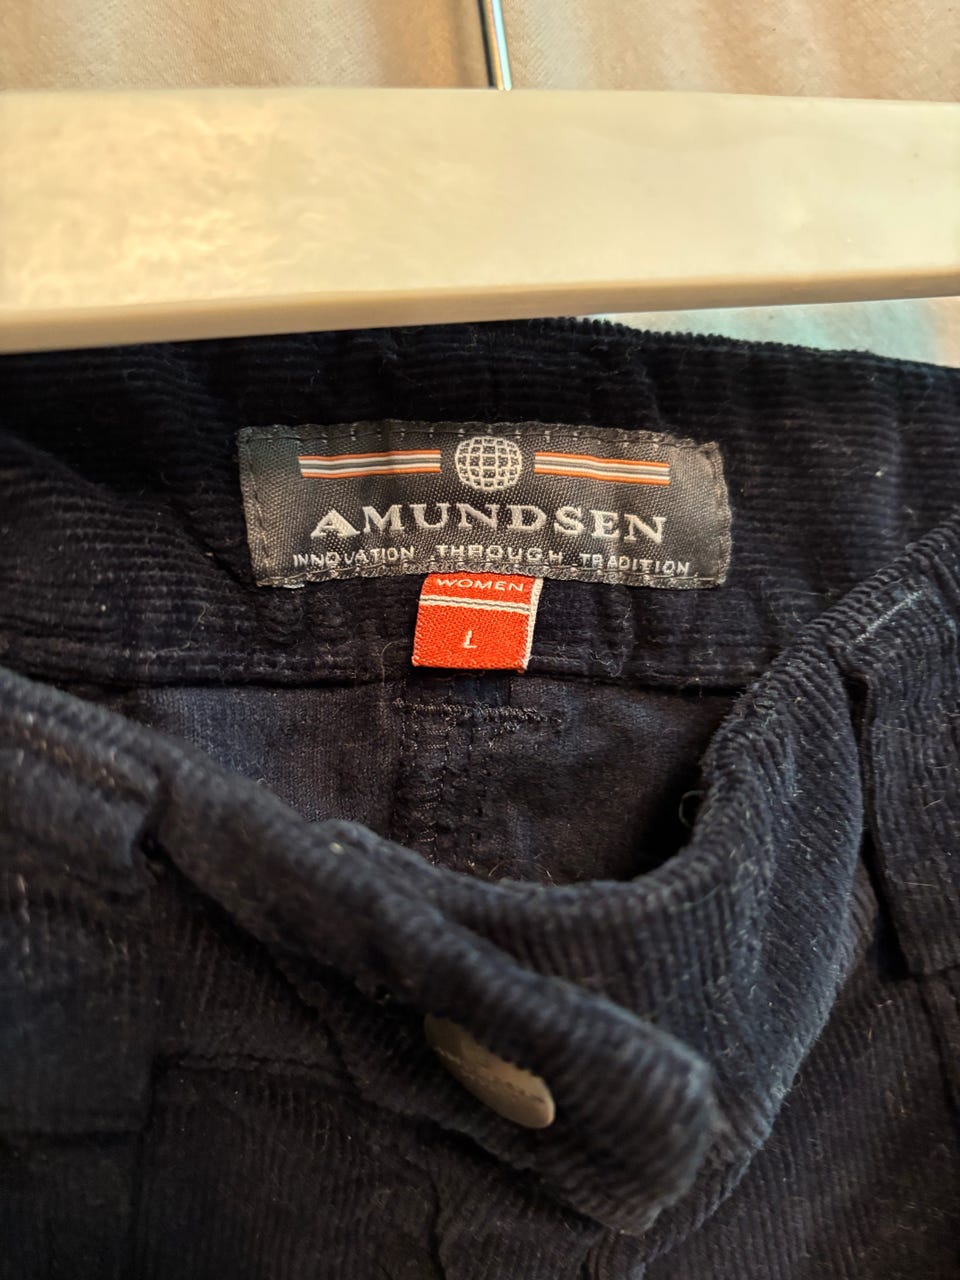 AMUNDSEN
INNOVATION THROUGH TRADITION
WOMEN
L